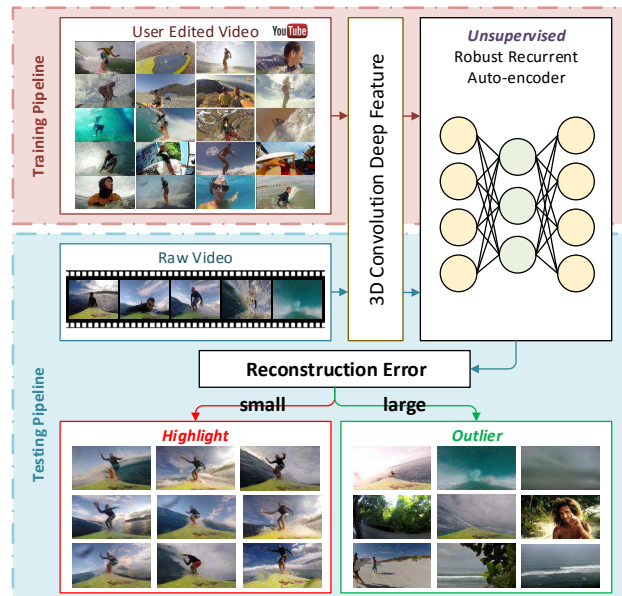 User Edited Video
YouTube
Training Pipeline
3D Convolution Deep Feature
Unsupervised
Robust Recurrent
Auto-encoder
Testing Pipeline
Raw Video
Reconstruction Error
small
large
Highlight
Outlier